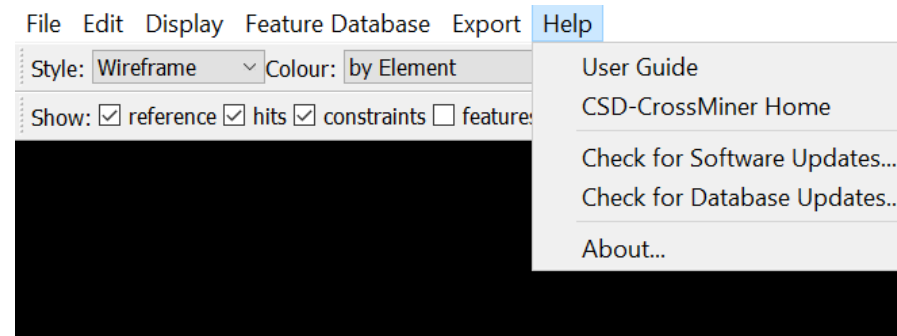 File Edit Display Feature Database Export Help
Style: Wireframe Colour: by Element
Show: reference hits constraints
User Guide
CSD-CrossMiner Home
Check for Software Updates...
Check for Database Updates..
About...